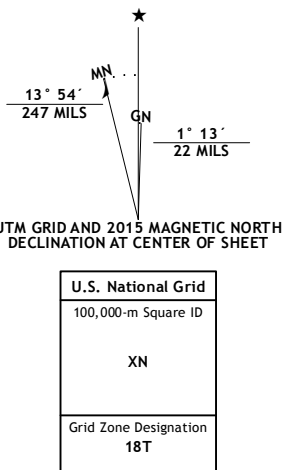 MN
GN
13° 54´
247 MILS
1° 13´
22 MILS
UTM GRID AND 2015 MAGNETIC NORTH
DECLINATION AT CENTER OF SHEET
U.S. National Grid
100,000-m Square ID
XN
Grid Zone Designation
18T